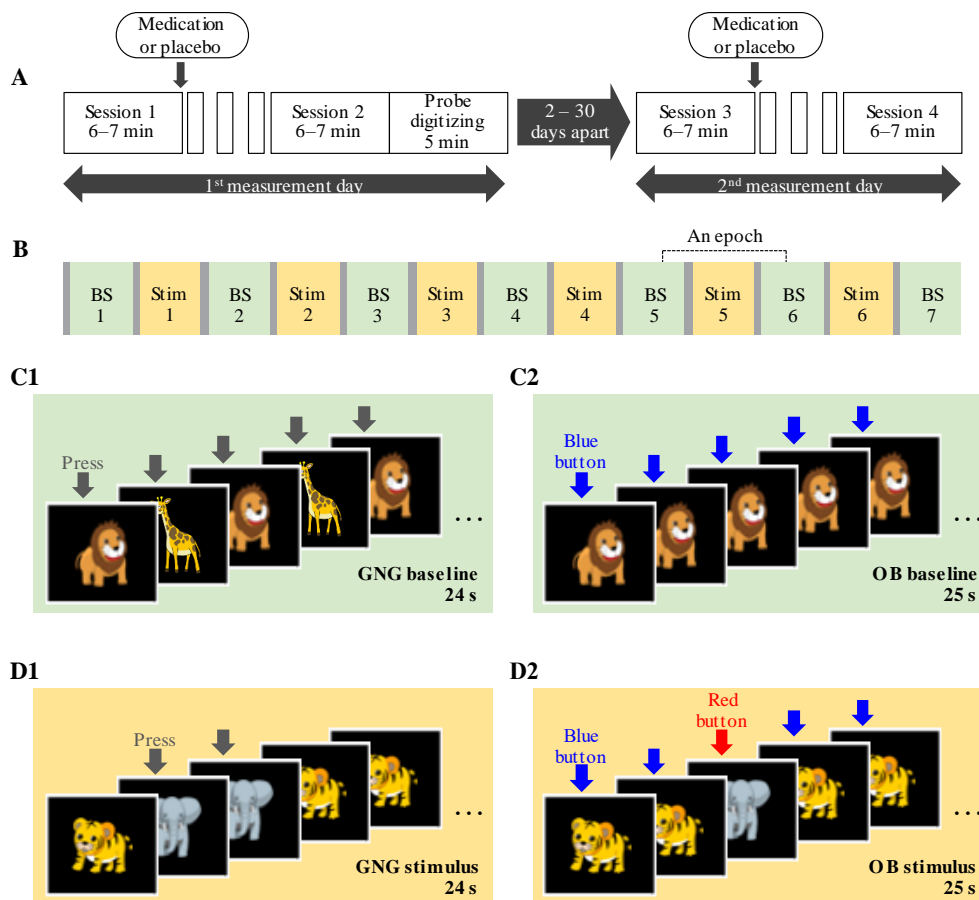 Medication
or placebo
Medication
or placebo
A
Session 1
6–7 min
Session 2
6–7 min
Probe
digitizing
5 min
2 – 30
days apart
Session 3
6–7 min
Session 4
6–7 min
1st measurement day
2nd measurement day
An epoch
B
BS
1
Stim
1
BS
2
Stim
2
BS
3
Stim
3
BS
4
Stim
4
BS
5
Stim
5
BS
6
Stim
6
BS
7
C1
Press
...
GNG baseline
24 s
C2
Blue
button
...
OB baseline
25 s
D1
Press
...
GNG stimulus
24 s
D2
Blue
button
Red
button
...
OB stimulus
25 s